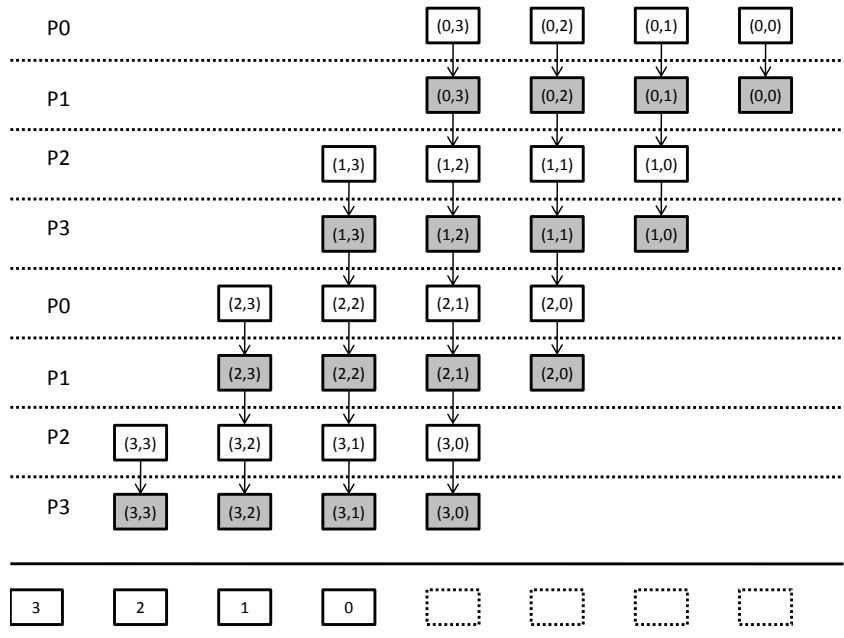 P0 (0,3) (0,2) (0,1) (0,0)
P1 (0,3) (0,2) (0,1) (0,0)
P2 (1,3) (1,2) (1,1) (1,0)
P3 (1,3) (1,2) (1,1) (1,0)
P0 (2,3) (2,2) (2,1) (2,0)
P1 (2,3) (2,2) (2,1) (2,0)
P2 (3,3) (3,2) (3,1) (3,0)
P3 (3,3) (3,2) (3,1) (3,0)
3 2 1 0